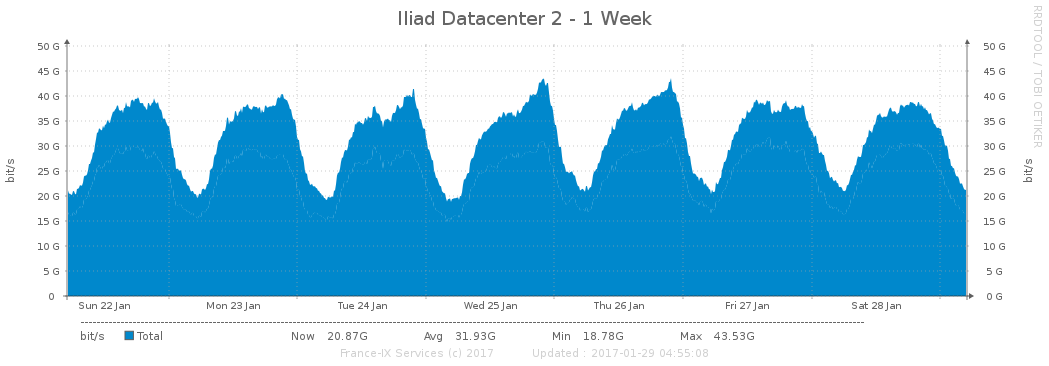 Iliad Datacenter 2 - 1 Week
RRDTOOL / TOBI OETIKER
50 G 50 G
45 G 45 G
40 G 40 G
35 G 35 G
30 G 30 G
25 G 25 G
20 G 20 G
15 G 15 G
10 G 10 G
5 G 5 G
0 0 G
bit/s
bit/s
Sun 22 Jan Mon 23 Jan Tue 24 Jan Wed 25 Jan Thu 26 Jan Fri 27 Jan Sat 28 Jan
bit/s Total Now 20.87G Avg 31.93G Min 18.78G Max 43.53G
France-IX Services (c) 2017 Updated : 2017-01-29 04:55:08